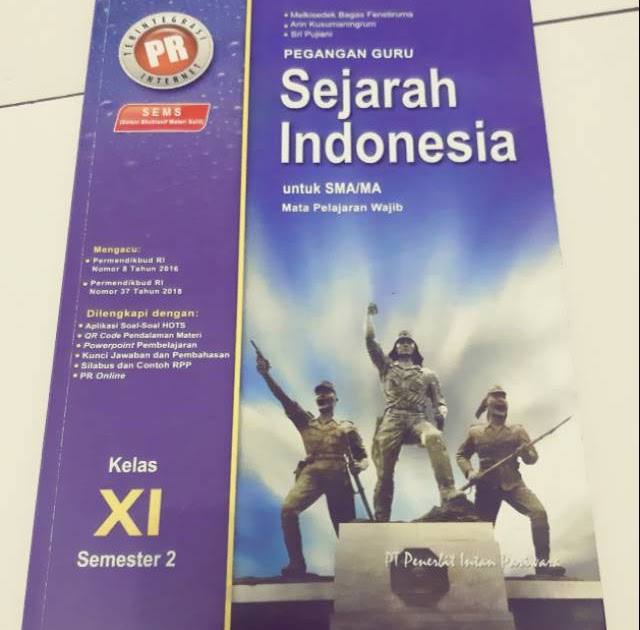 TERINTEGRASI
PR
INTERNET
SEMS
• Melkisedek Bagas Fenetiruma
• Arin Kusumaningrum
• Sri Pujiani
PEGANGAN GURU
Sejarah
Indonesia
untuk SMA/MA
Mata Pelajaran Wajib
Mengacu:
• Permendikbud RI
Nomor 8 Tahun 2016
• Permendikbud RI
Nomor 37 Tahun 2018
Dilengkapi dengan:
• Aplikasi Soal-Soal HOTS
• QR Code Pendalaman Materi
• Powerpoint Pembelajaran
• Kunci Jawaban dan Pembahasan
• Silabus dan Contoh RPP
• PR Online
Kelas
XI
Semester 2
PT Penerbit Intan Pariwara